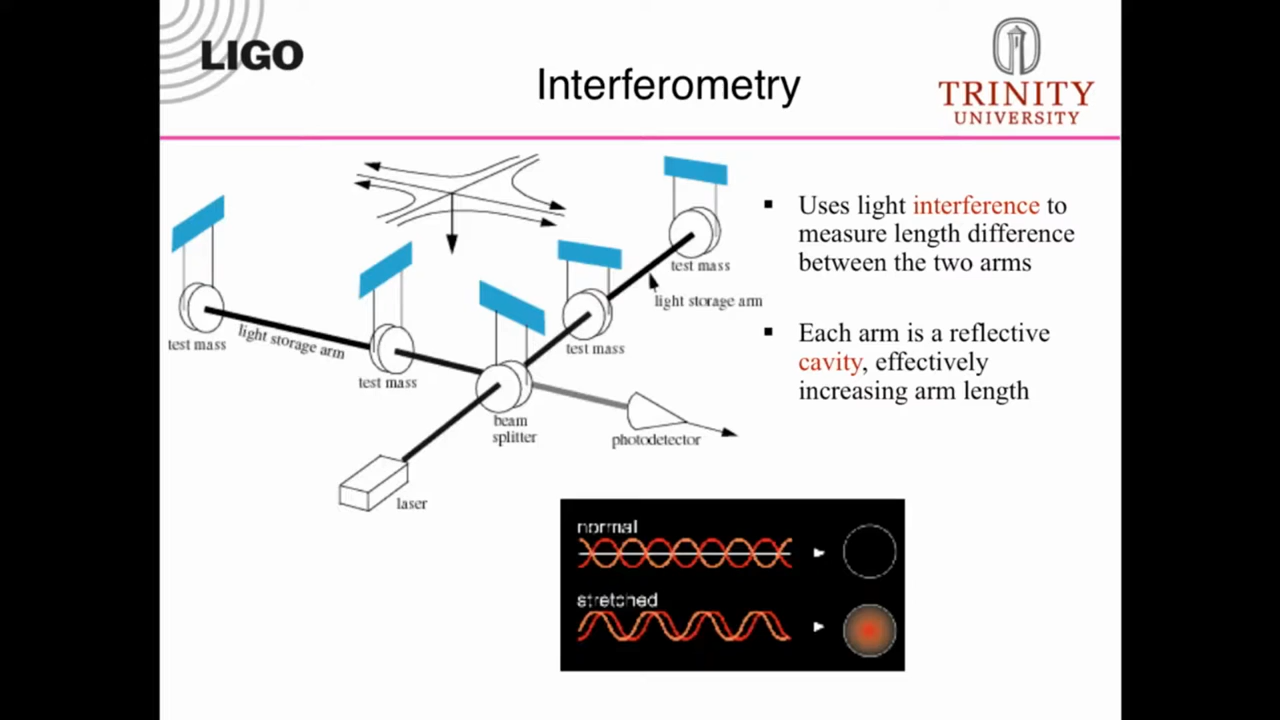 LIGO
Interferometry
TRINITY
UNIVERSITY
test mass
light storage arm
test mass
test mass
light storage arm
test mass
beam
splitter
photodetector
laser
▪ Uses light interference to
measure length difference
between the two arms
▪ Each arm is a reflective
cavity, effectively
increasing arm length
normal
stretched